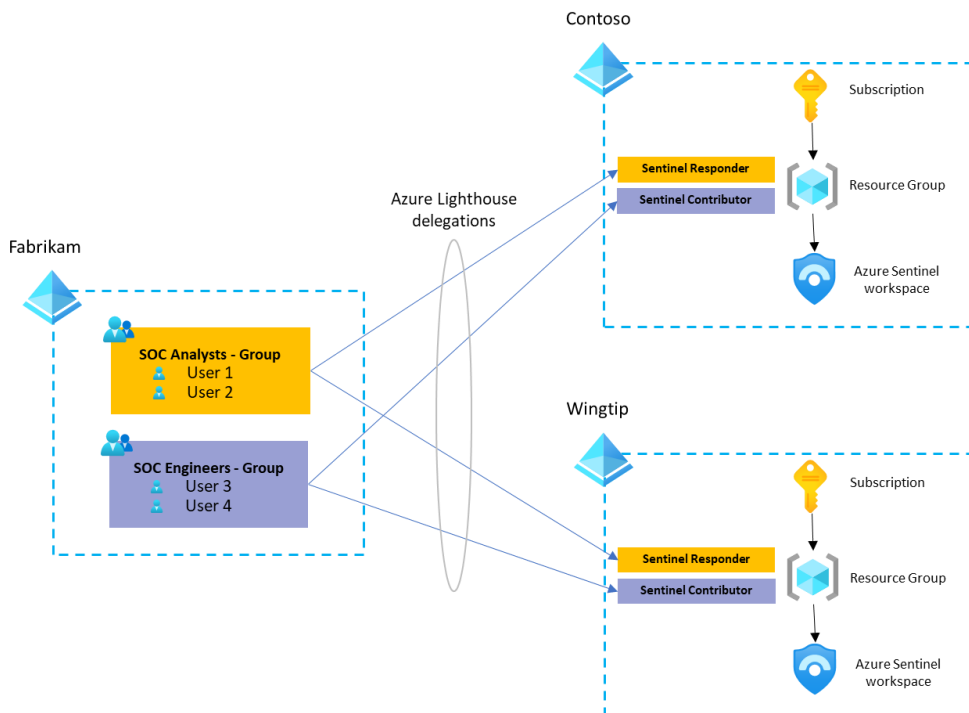 Contoso
Subscription
Sentinel Responder
Sentinel Contributor
Resource Group
Azure Sentinel
workspace
Azure Lighthouse
delegations
Fabrikam
SOC Analysts - Group
User 1
User 2
SOC Engineers - Group
User 3
User 4
Wingtip
Subscription
Sentinel Responder
Sentinel Contributor
Resource Group
Azure Sentinel
workspace